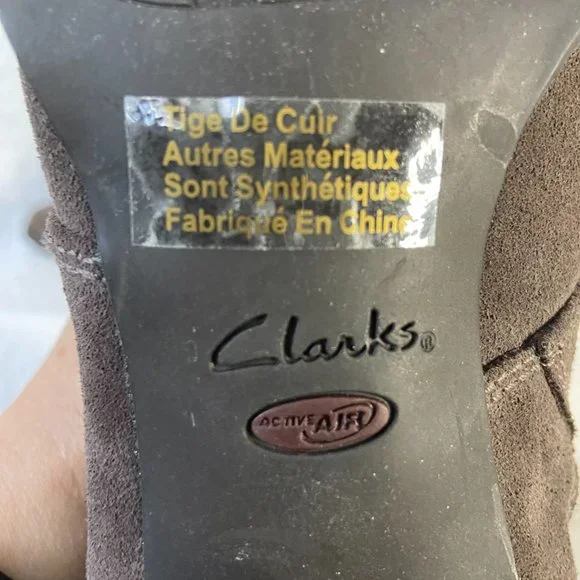 Tige De Cuir
Autres Matériaux
Sont Synthétiques
Fabriqué En Chine
Clarks®
ACTIVE AIR